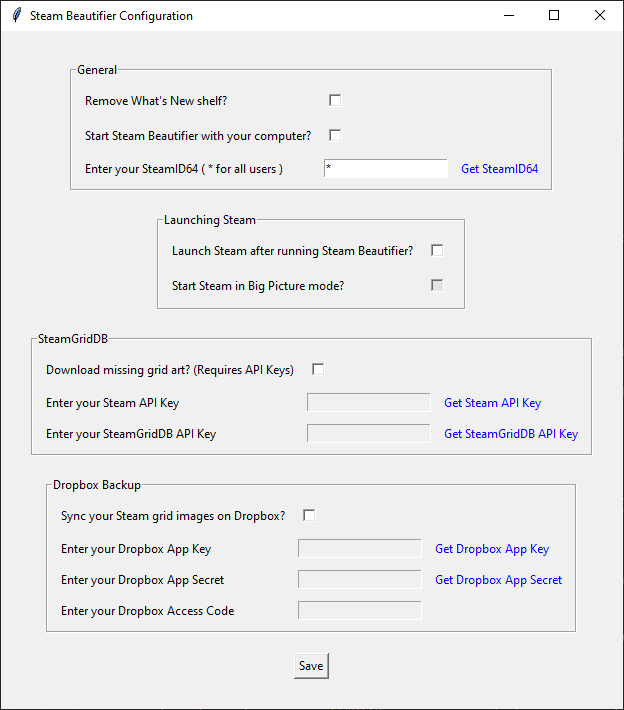 Steam Beautifier Configuration
General
Remove What's New shelf?
Start Steam Beautifier with your computer?
Enter your SteamID64 ( * for all users ) * Get SteamID64
Launching Steam
Launch Steam after running Steam Beautifier?
Start Steam in Big Picture mode?
SteamGridDB
Download missing grid art? (Requires API Keys)
Enter your Steam API Key Get Steam API Key
Enter your SteamGridDB API Key Get SteamGridDB API Key
Dropbox Backup
Sync your Steam grid images on Dropbox?
Enter your Dropbox App Key Get Dropbox App Key
Enter your Dropbox App Secret Get Dropbox App Secret
Enter your Dropbox Access Code
Save